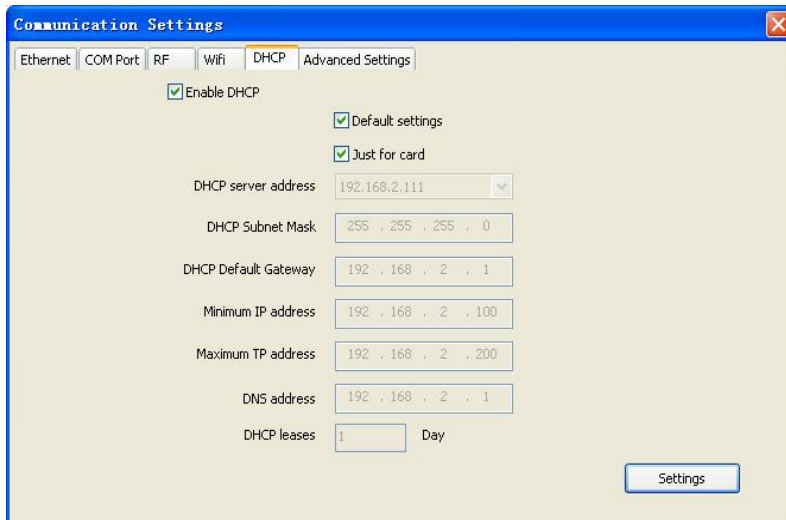 Communication Settings
Ethernet COM Port RF Wifi DHCP Advanced Settings
Enable DHCP
Default settings
Just for card
DHCP server address 192.168.2.111
DHCP Subnet Mask 255 . 255 . 255 . 0
DHCP Default Gateway 192 . 168 . 2 . 1
Minimum IP address 192 . 168 . 2 . 100
Maximum TP address 192 . 168 . 2 . 200
DNS address 192 . 168 . 2 . 1
DHCP leases 1 Day
Settings